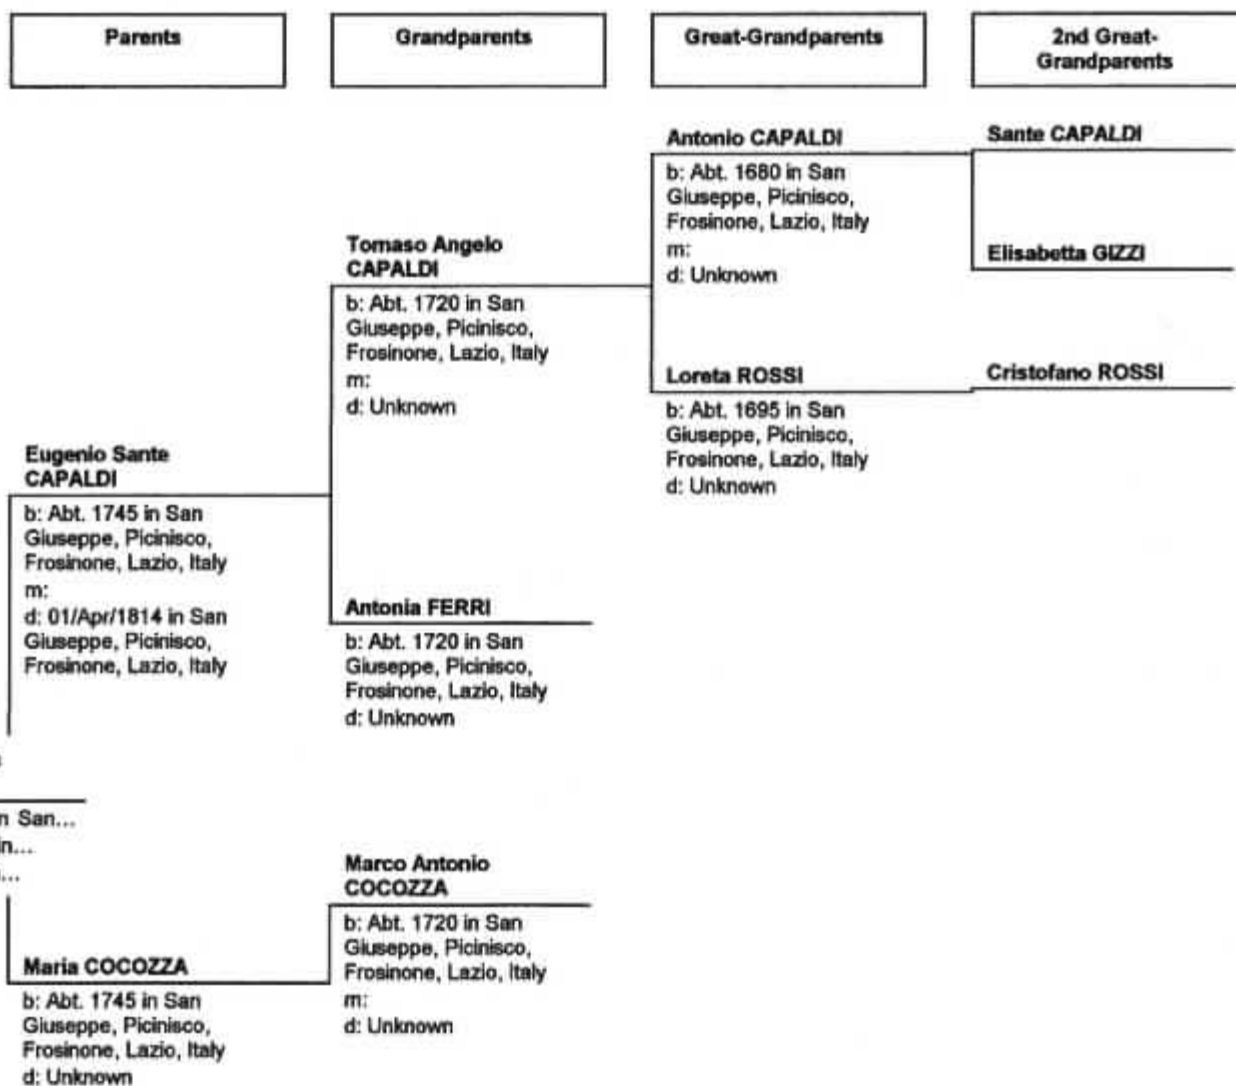 Parents
Grandparents
Great-Grandparents
2nd Great-
Grandparents
Antonio CAPALDI
b: Abt. 1680 in San
Giuseppe, Picinisco,
Frosinone, Lazio, Italy
m:
d: Unknown
Sante CAPALDI
Elisabetta GIZZI
Tomaso Angelo
CAPALDI
b: Abt. 1720 in San
Giuseppe, Picinisco,
Frosinone, Lazio, Italy
m:
d: Unknown
Loreta ROSSI
b: Abt. 1695 in San
Giuseppe, Picinisco,
Frosinone, Lazio, Italy
d: Unknown
Cristofano ROSSI
Eugenio Sante
CAPALDI
b: Abt. 1745 in San
Giuseppe, Picinisco,
Frosinone, Lazio, Italy
m:
d: 01/Apr/1814 in San
Giuseppe, Picinisco,
Frosinone, Lazio, Italy
Antonia FERRI
b: Abt. 1720 in San
Giuseppe, Picinisco,
Frosinone, Lazio, Italy
d: Unknown
San...
Marco Antonio
COCOZZA
b: Abt. 1720 in San
Giuseppe, Picinisco,
Frosinone, Lazio, Italy
m:
d: Unknown
Maria COCOZZA
b: Abt. 1745 in San
Giuseppe, Picinisco,
Frosinone, Lazio, Italy
d: Unknown